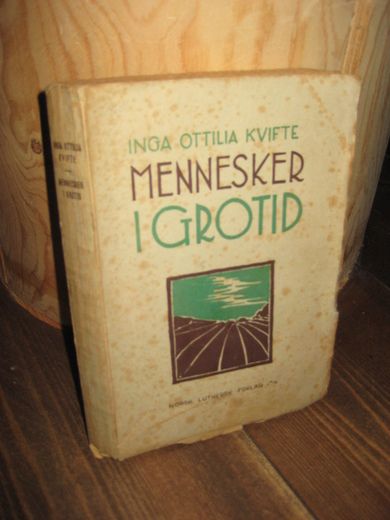 INGA OTTILIA KVIFTE
MENNESKER
I GROTID
NORSK LUTHERSK FORLAG A/S
INGA OTTILIA
KVIFTE
MENNESKER
I GROTID